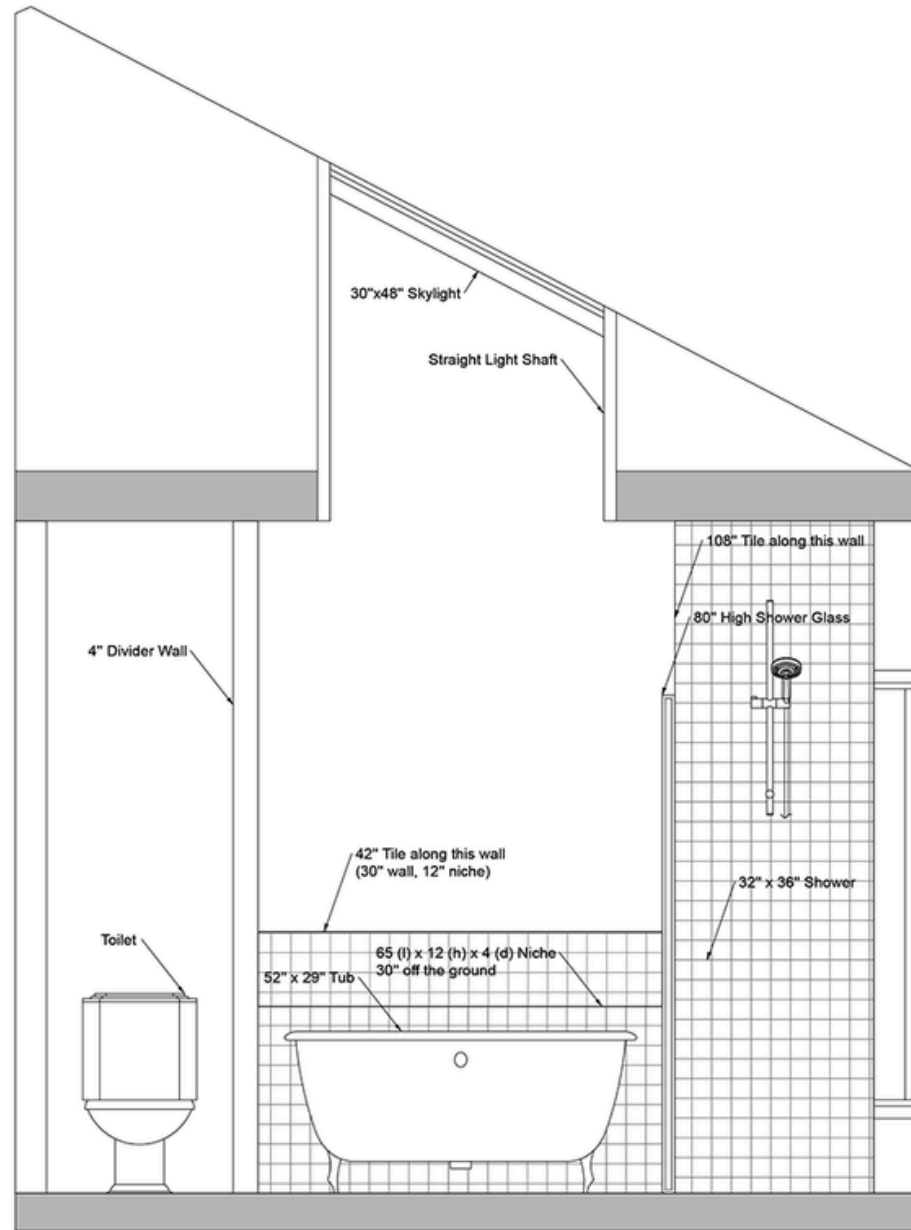 30"x48" Skylight
Straight Light Shaft
108" Tile along this wall
80" High Shower Glass
4" Divider Wall
42" Tile along this wall
(30" wall, 12" niche)
32" x 36" Shower
Toilet
65 (l) x 12 (h) x 4 (d) Niche
30" off the ground
52" x 29" Tub